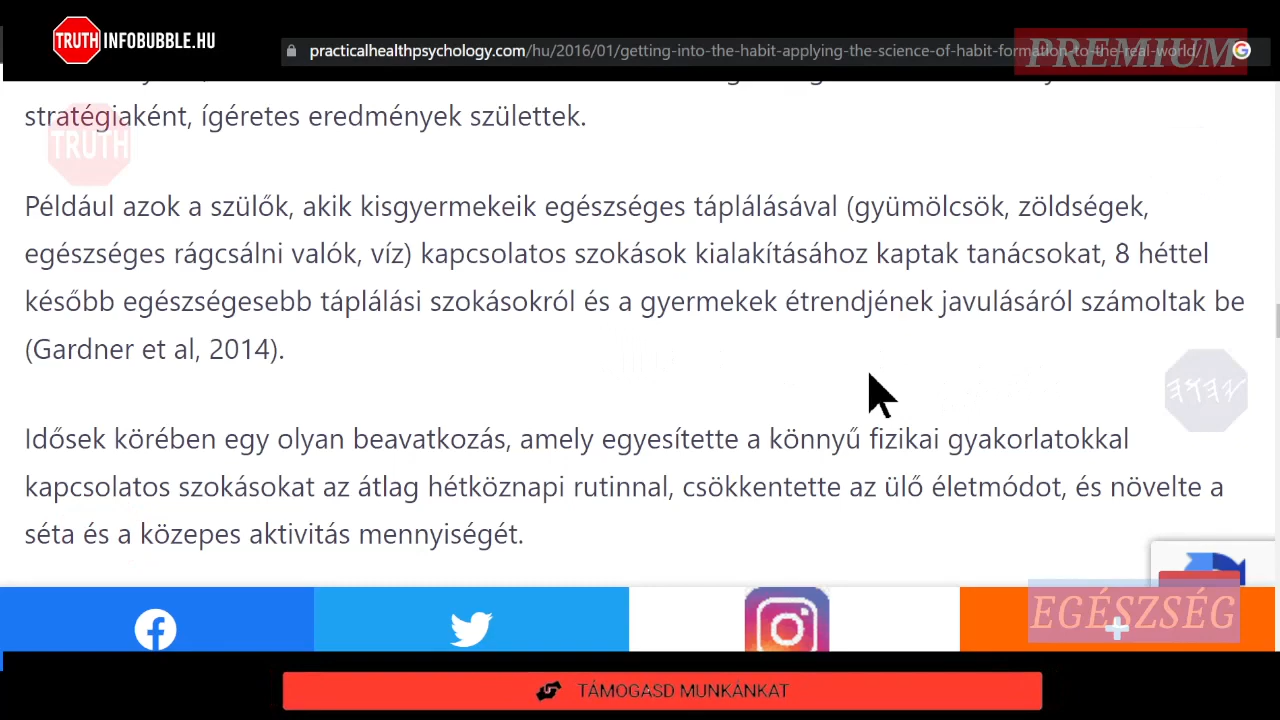 TRUTH INFOBUBBLE.HU
practicalhealthpsychology.com/hu/2016/01/getting-into-the-habit-applying-the-science-of-habit-formation-to-the-real-world/
PREMIUM
stratégiaként, ígéretes eredmények születtek.
TRUTH
Például azok a szülők, akik kisgyermekeik egészséges táplálásával (gyümölcsök, zöldségek,
egészséges rágcsálni valók, víz) kapcsolatos szokások kialakításához kaptak tanácsokat, 8 héttel
később egészségesebb táplálási szokásokról és a gyermekek étrendjének javulásáról számoltak be
(Gardner et al, 2014).
𐤉𐤄𐤅𐤄
Idősek körében egy olyan beavatkozás, amely egyesítette a könnyű fizikai gyakorlatokkal
kapcsolatos szokásokat az átlag hétköznapi rutinnal, csökkentette az ülő életmódot, és növelte a
séta és a közepes aktivitás mennyiségét.
EGÉSZSÉG
TÁMOGASD MUNKÁNKAT